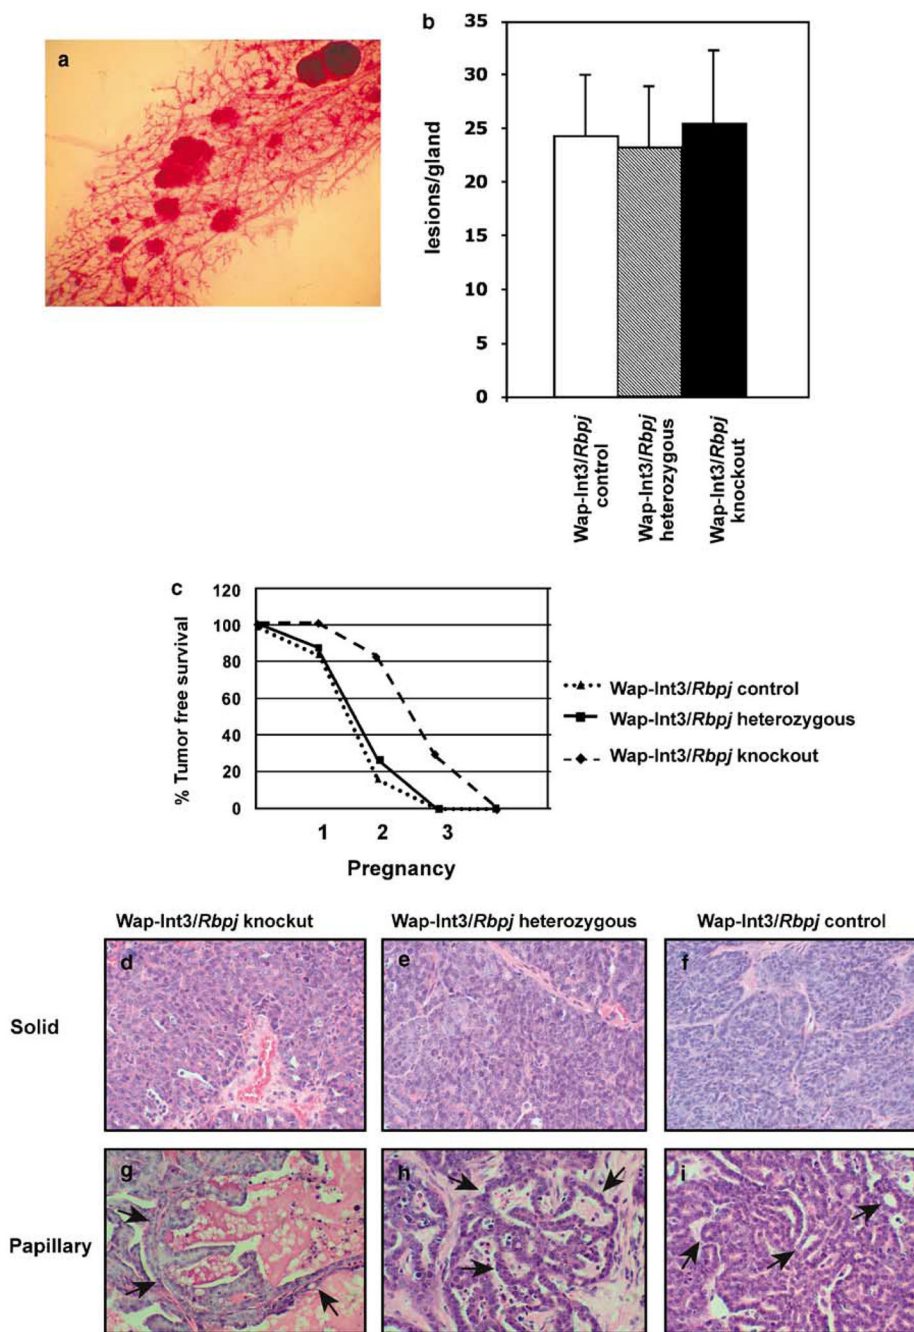 a
b
35
30
25
20
15
10
5
0
lesions/gland
Wap-Int3/Rbpj
control
Wap-Int3/Rbpj
heterozygous
Wap-Int3/Rbpj
knockout
c
120
100
80
60
40
20
0
% Tumor free survival
1 2 3
Pregnancy
Wap-Int3/Rbpj control
Wap-Int3/Rbpj heterozygous
Wap-Int3/Rbpj knockout
Wap-Int3/Rbpj knockut Wap-Int3/Rbpj heterozygous Wap-Int3/Rbpj control
Solid
d e f
Papillary
g h i